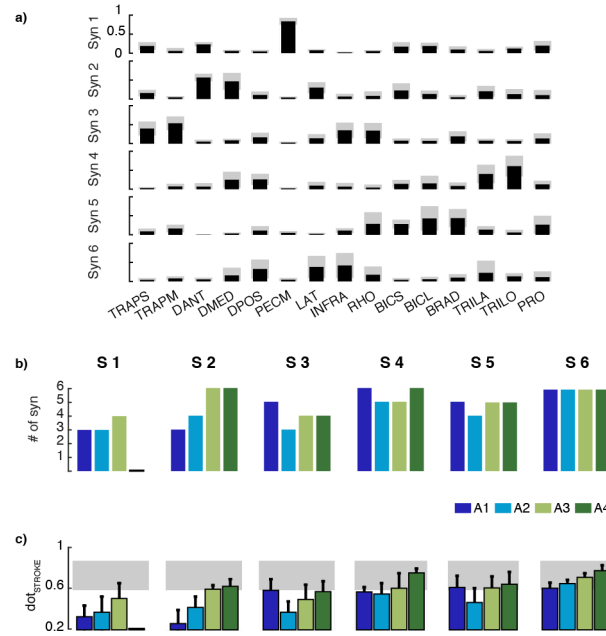 a)
1
0.5
0
Syn 1
Syn 2
Syn 3
Syn 4
Syn 5
Syn 6
TRAPS TRAPM DANT DMED DPOS PECM LAT INFRA RHO BICS BICL BRAD TRILA TRILO PRO
b)
S 1 S 2 S 3 S 4 S 5 S 6
# of syn
6
5
4
3
2
1
A1 A2 A3 A4
c)
dotSTROKE
1
0.6
0.2